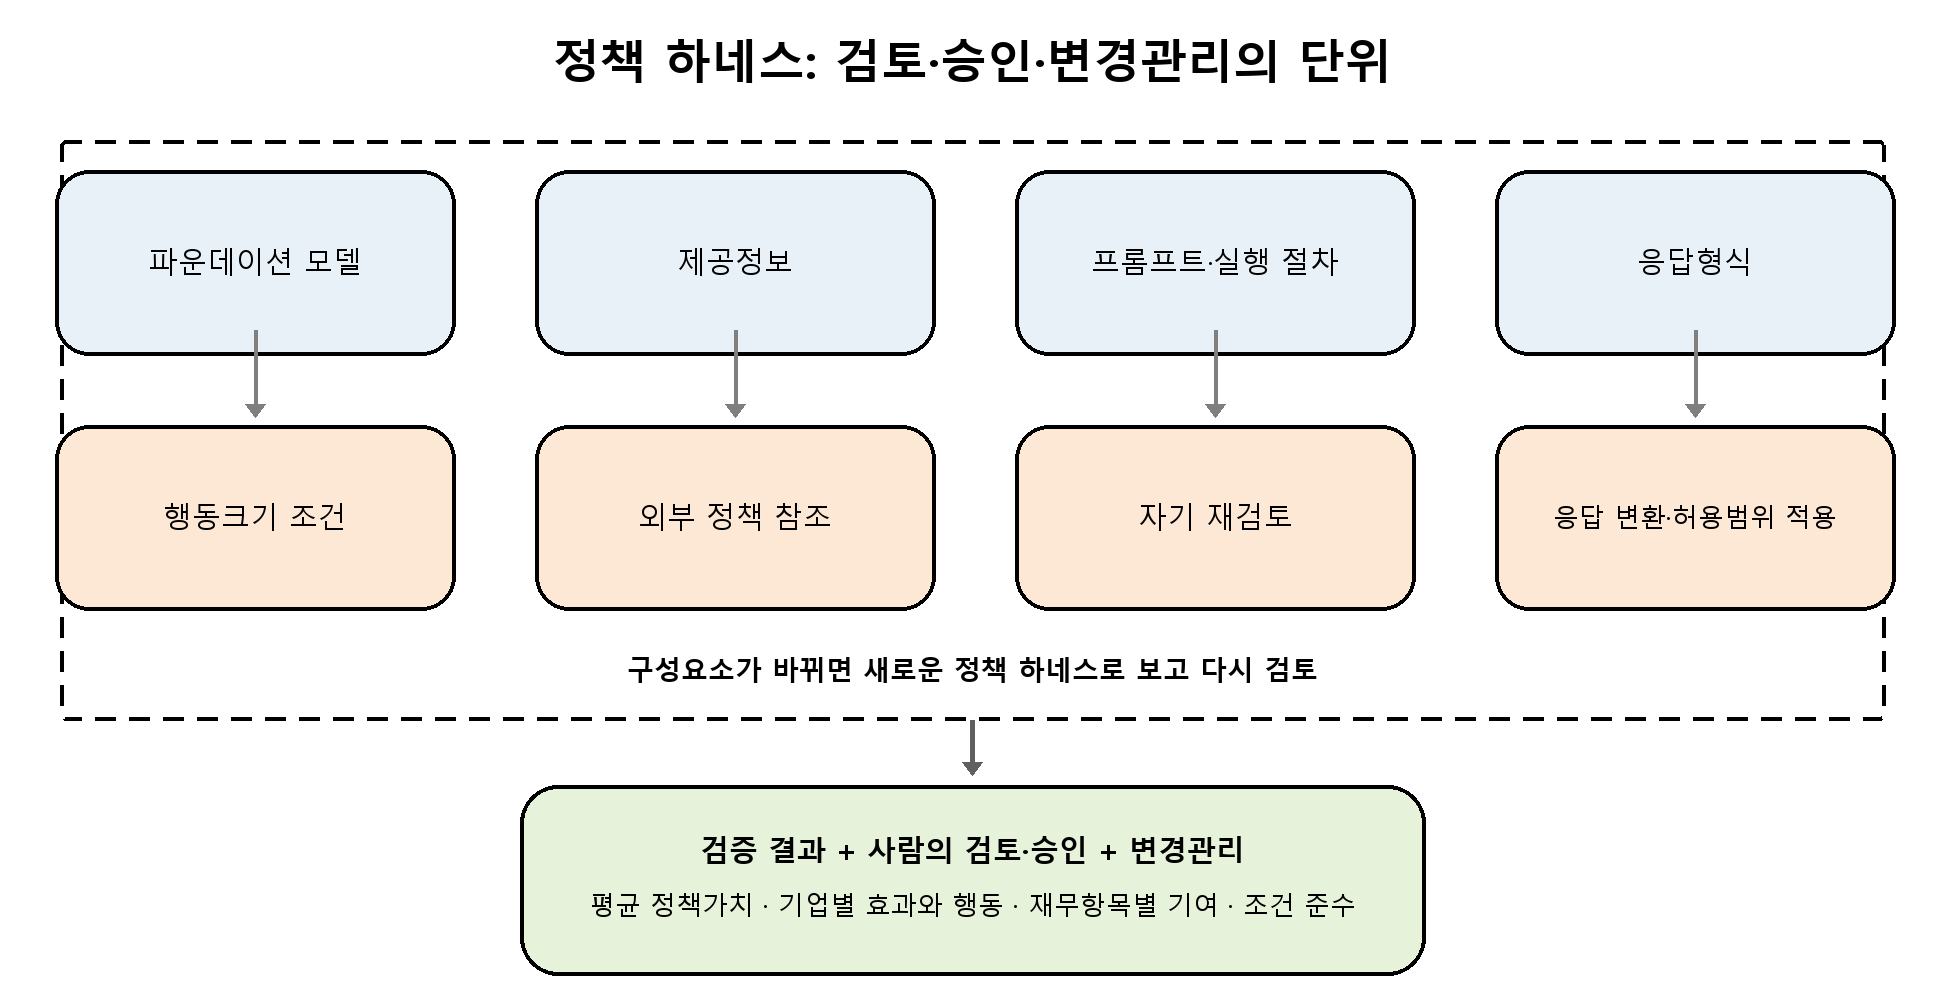 정책 하네스: 검토·승인·변경관리의 단위
파운데이션 모델
제공정보
프롬프트·실행 절차
응답형식
행동크기 조건
외부 정책 참조
자기 재검토
응답 변환·허용범위 적용
구성요소가 바뀌면 새로운 정책 하네스로 보고 다시 검토
검증 결과 + 사람의 검토·승인 + 변경관리
평균 정책가치 · 기업별 효과와 행동 · 재무항목별 기여 · 조건 준수